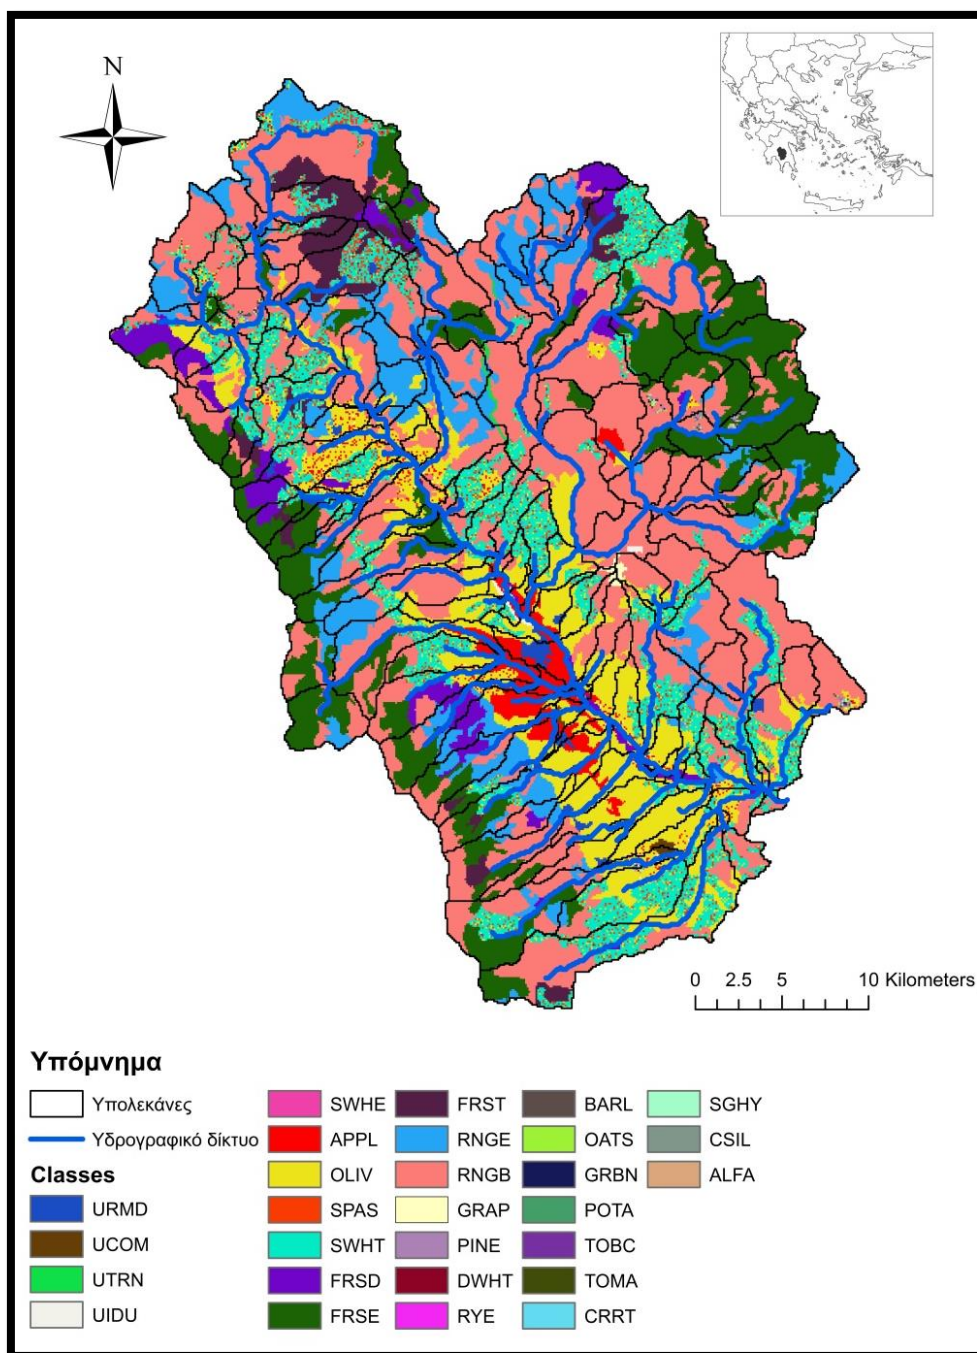 N
0 2.5 5 10 Kilometers
Υπόμνημα
Υπολεκάνες
Υδρογραφικό δίκτυο
Classes
URMD
UCOM
UTRN
UIDU
SWHE
APPL
OLIV
SPAS
SWHT
FRSD
FRSE
FRST
RNGE
RNGB
GRAP
PINE
DWHT
RYE
BARL
OATS
GRBN
POTA
TOBC
TOMA
CRRT
SGHY
CSIL
ALFA